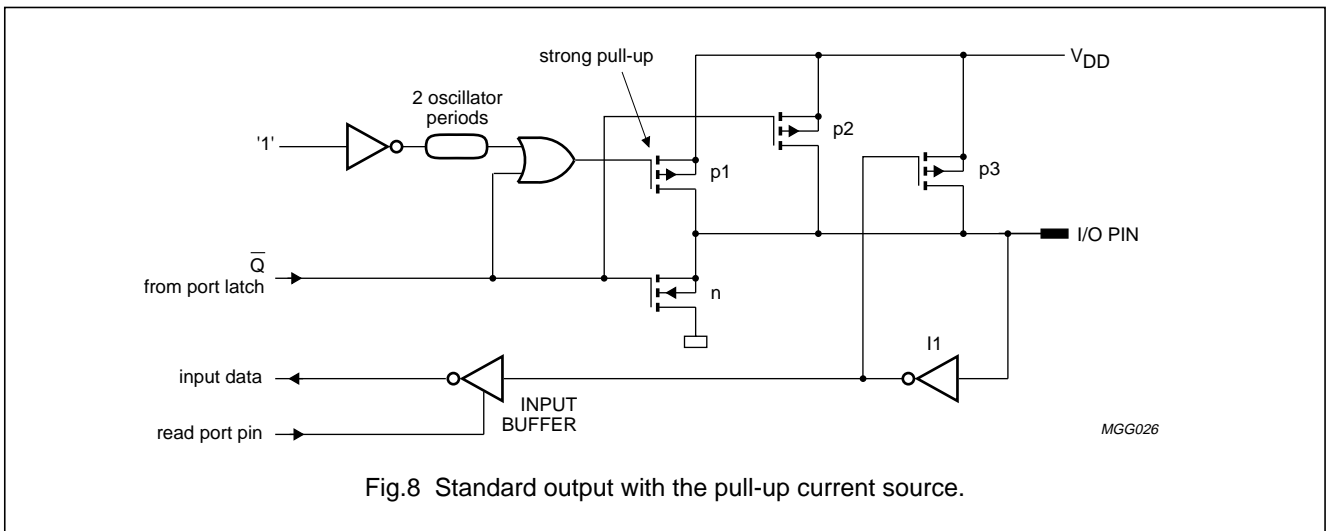 strong pull-up
VDD
2 oscillator
periods
p2
'1'
p3
p1
I/O PIN
Q
from port latch
n
I1
input data
INPUT
BUFFER
read port pin
MGG026
Fig.8 Standard output with the pull-up current source.